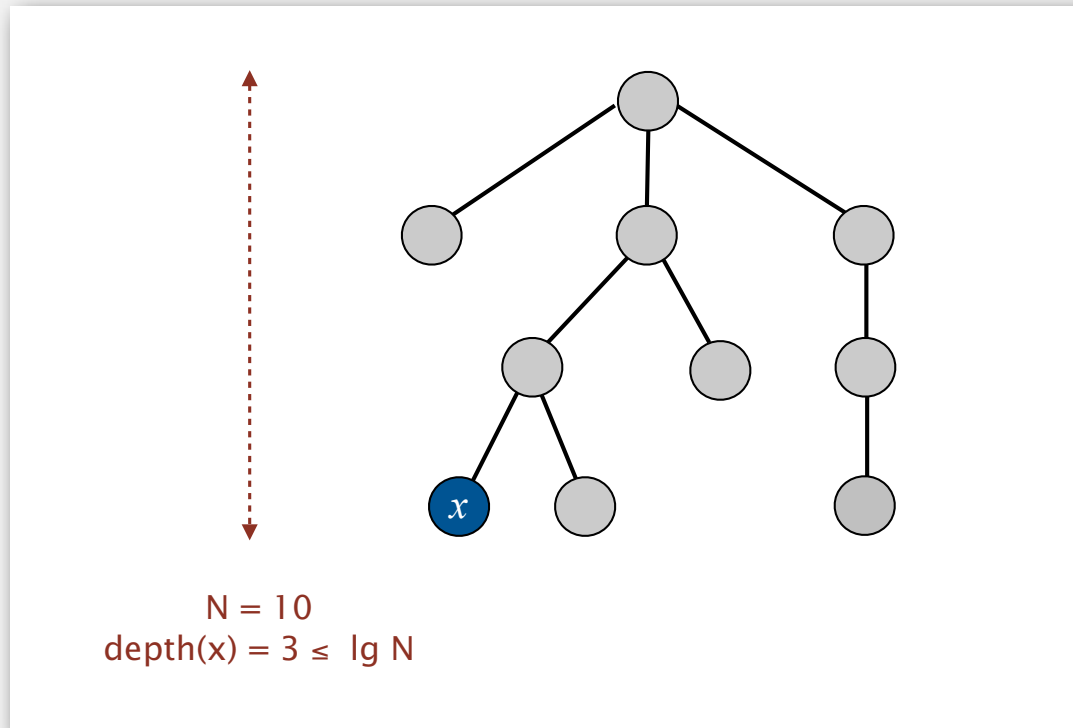 x
N = 10
depth(x) = 3 ≤ lg N